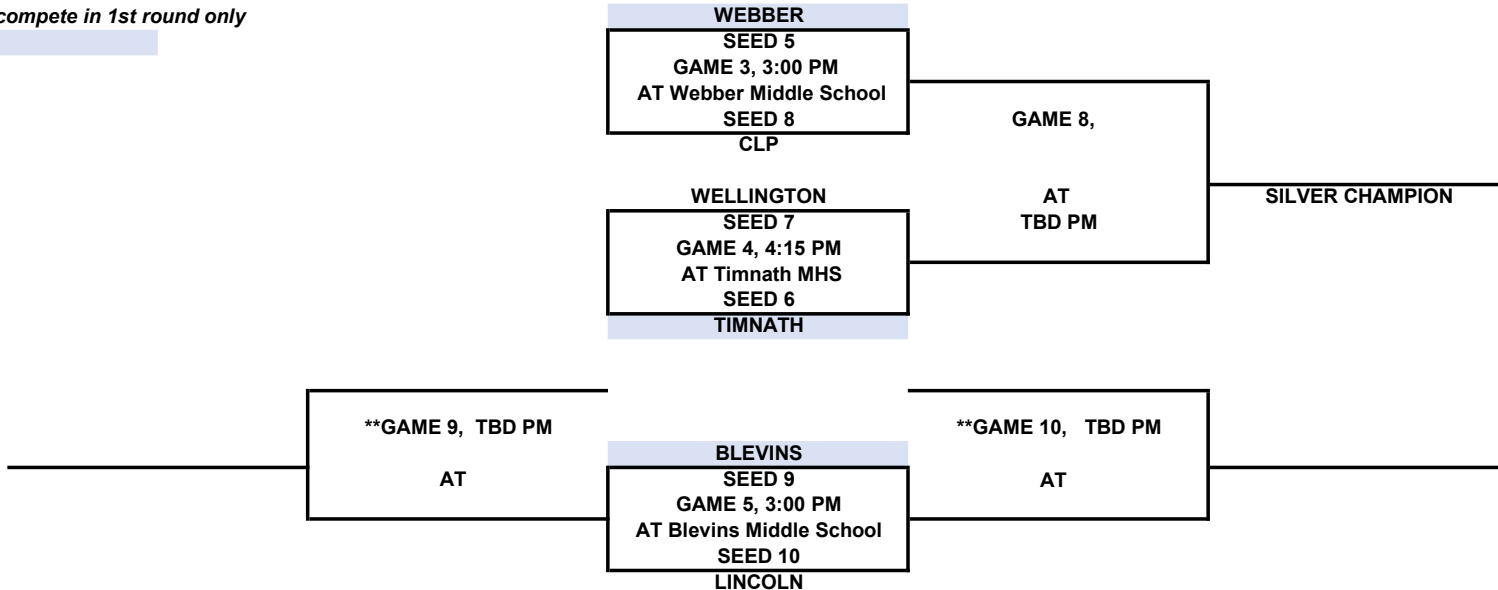 compete in 1st round only
WEBBER
SEED 5
GAME 3, 3:00 PM
AT Webber Middle School
SEED 8
CLP
GAME 8,
AT
TBD PM
SILVER CHAMPION
WELLINGTON
SEED 7
GAME 4, 4:15 PM
AT Timnath MHS
SEED 6
TIMNATH
**GAME 9, TBD PM
AT
BLEVINS
SEED 9
GAME 5, 3:00 PM
AT Blevins Middle School
SEED 10
LINCOLN
**GAME 10, TBD PM
AT